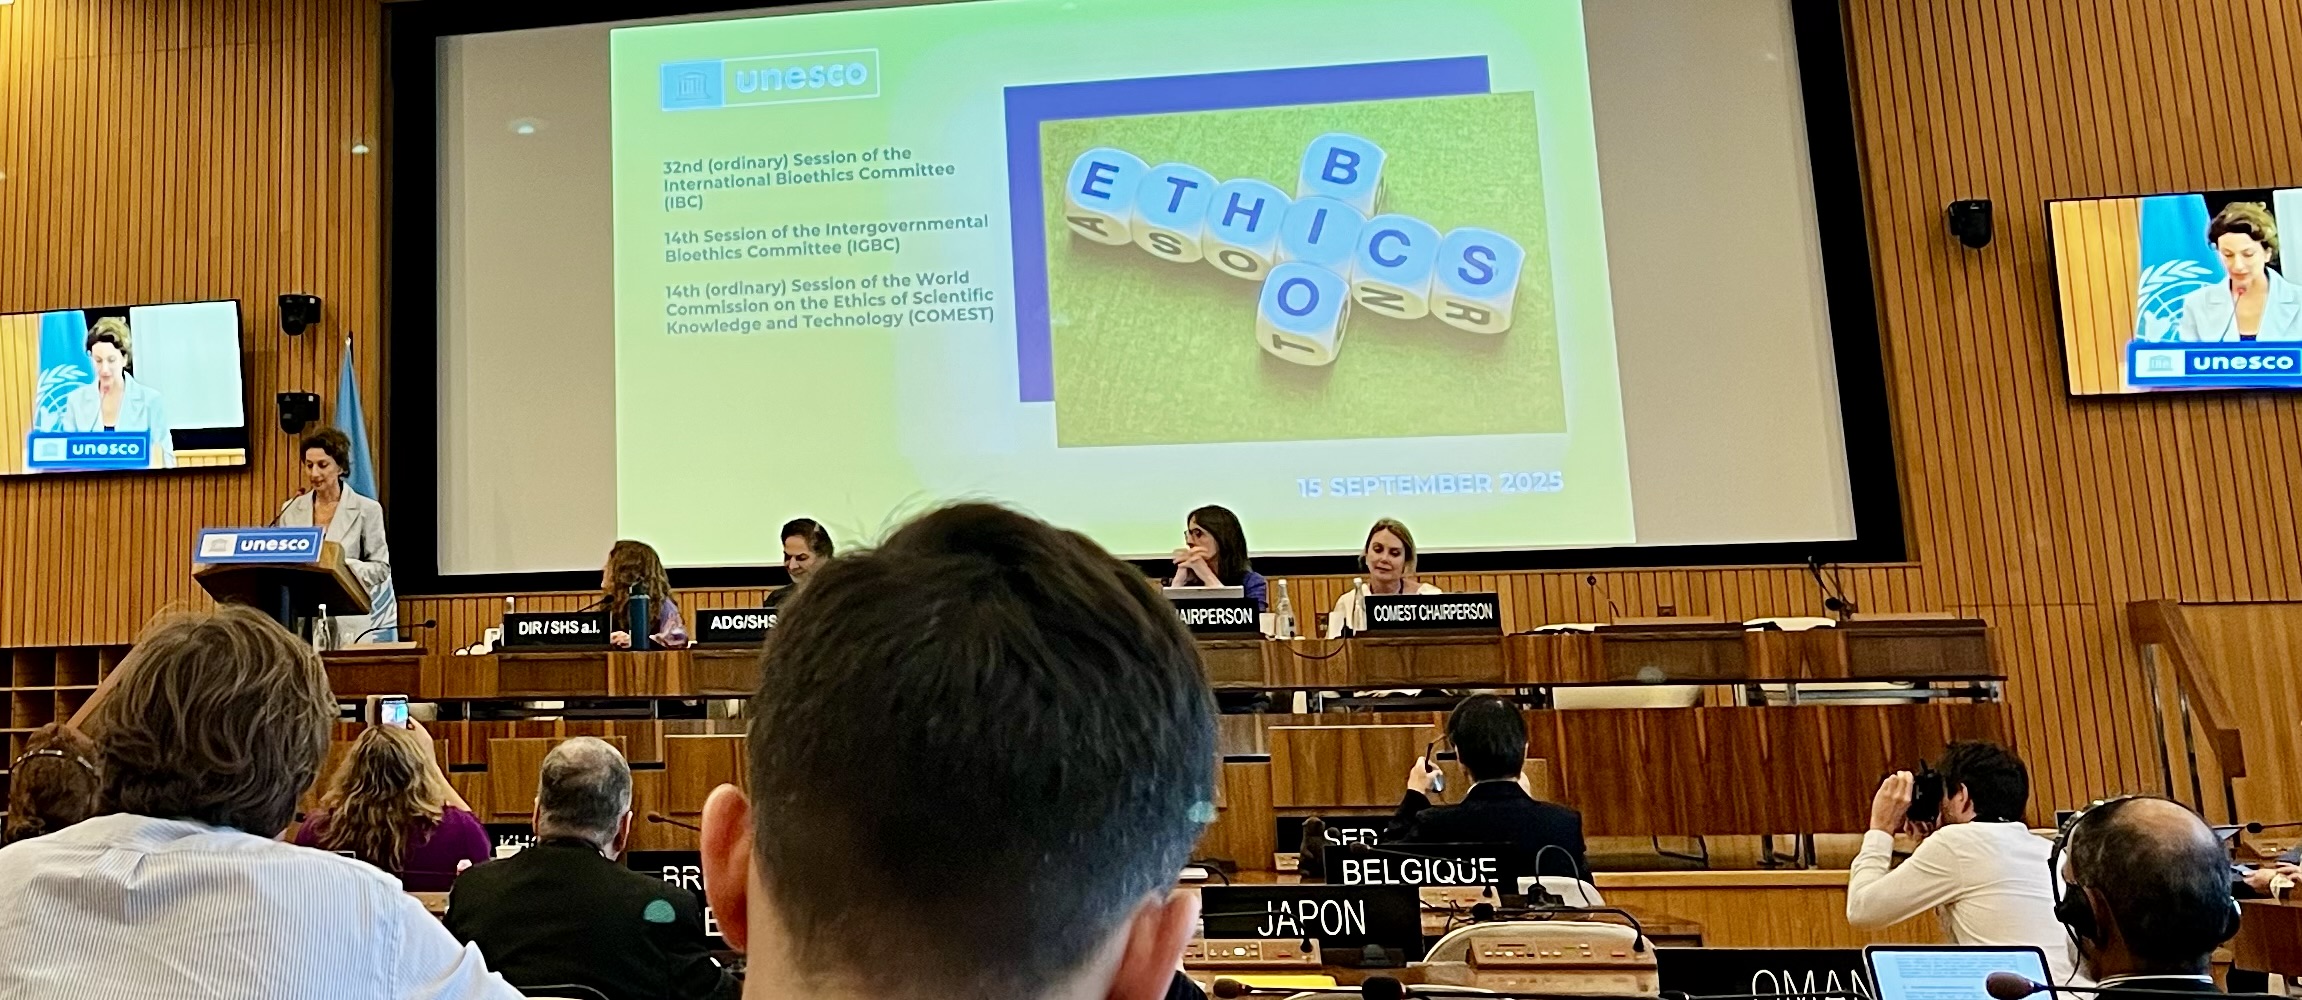 unesco
32nd (ordinary) Session of the
International Bioethics Committee
(IBC)
14th Session of the Intergovernmental
Bioethics Committee (IGBC)
14th (ordinary) Session of the World
Commission on the Ethics of Scientific
Knowledge and Technology (COMEST)
B
ETHICS
O
A S O N R
T
15 SEPTEMBER 2025
unesco
unesco
unesco
DIR / SHS a.i.
ADG/SHS
AIRPERSON
COMEST CHAIRPERSON
BELGIQUE
JAPON
OMAN